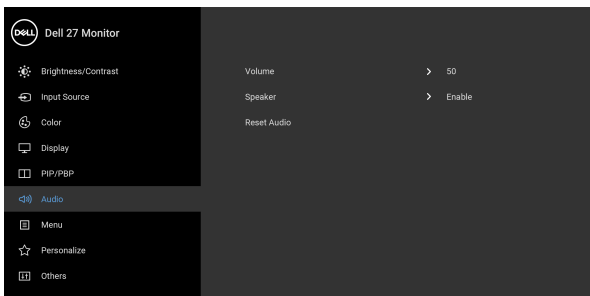 DELL Dell 27 Monitor
Brightness/Contrast
Volume 50
Input Source
Speaker Enable
Color
Reset Audio
Display
PIP/PBP
Audio
Menu
Personalize
Others